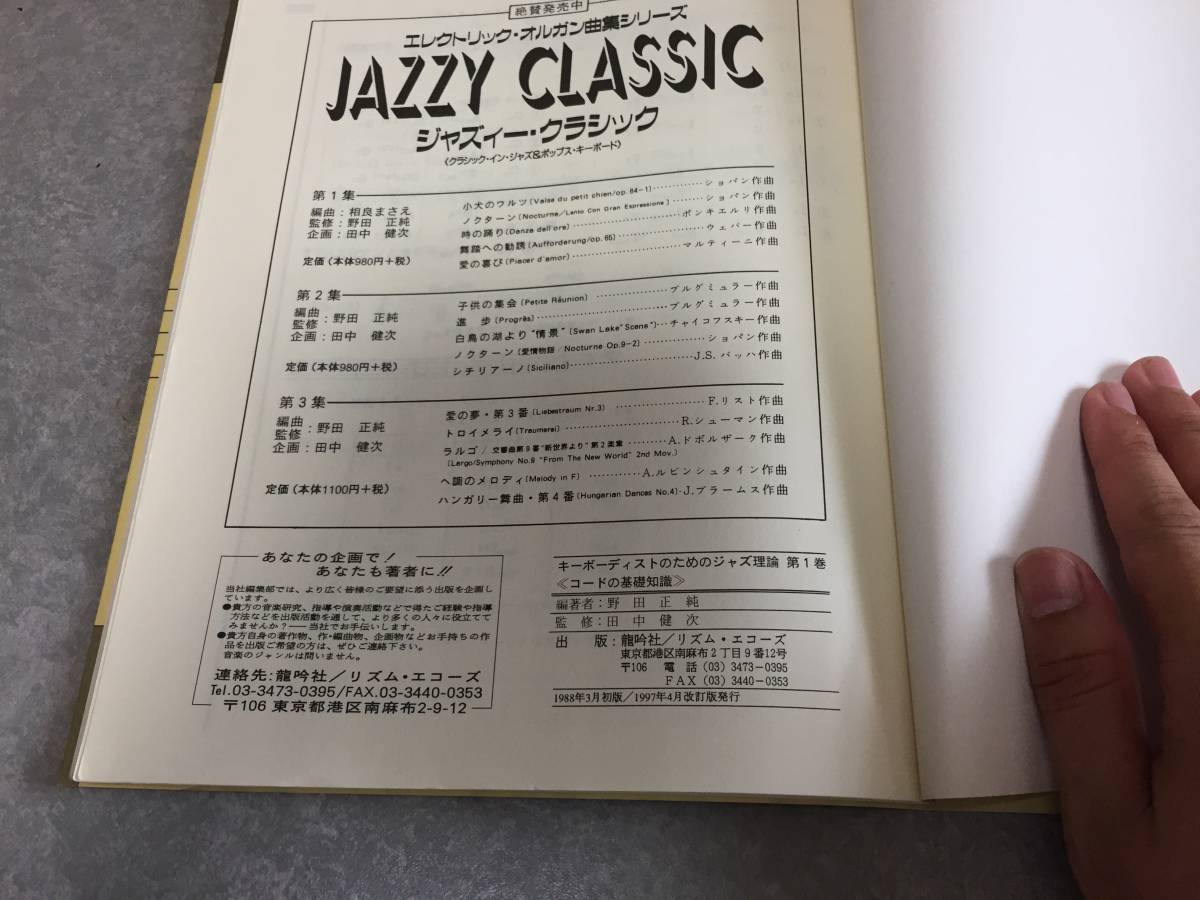 絶賛発売中
エレクトリック・オルガン曲集シリーズ
JAZZY CLASSIC
ジャズィー・クラシック
《クラシック・イン・ジャズ&ポップス・キーボード》
第1集
編曲:相良まさえ
監修:野田 正純
企画:田中 健次
定価(本体980円+税)
小犬のワルツ(Valse du petit chien/op.64-1)…………ショパン作曲
ノクターン(Nocturne/Lento Con Gran Espressione)…………ショパン作曲
時の踊り(Danza dell'ore)…………ポンキエルリ作曲
舞踏への勧誘(Aufforderung/op.65)…………ウェバー作曲
愛の喜び(Piacer d'amor)…………マルティーニ作曲
第2集
編曲
監修:野田 正純
企画:田中 健次
定価(本体980円+税)
子供の集会(Petite Réunion)…………ブルグミュラー作曲
進 歩(Progrès)…………ブルグミュラー作曲
白鳥の湖より"情景"(Swan Lake"Scene")…チャイコフスキー作曲
ノクターン(愛情物語/Nocturne Op.9-2)…………ショパン作曲
シチリアーノ(Siciliano)…………J.S.バッハ作曲
第3集
編曲
監修:野田 正純
企画:田中 健次
定価(本体1100円+税)
愛の夢・第3番(Liebestraum Nr.3)…………F.リスト作曲
トロイメライ(Traumerei)…………R.シューマン作曲
ラルゴ/交響曲第9番"新世界より"第2楽章…………A.ドボルザーク作曲
(Largo/Symphony No.9 "From The New World" 2nd Mov.)
ヘ調のメロディ(Melody in F)…………A.ルビンシュタイン作曲
ハンガリー舞曲・第4番(Hungarian Dances No.4)・J.ブラームス作曲
あなたの企画で!
あなたも著者に!!
当社編集部では、より広く皆様のご要望に添う出版を企画し
ています。
●貴方の音楽研究、指導や演奏活動などで得たご経験や指導
方法などを出版活動を通して、より多くの人々に役立てて
みませんか?——当社でお手伝いします。
●貴方自身の著作物、作・編曲物、企画物などお手持ちの作
品を出版ご希望の方は、ぜひご連絡下さい。
音楽のジャンルは問いません。
連絡先:龍吟社/リズム・エコーズ
Tel.03-3473-0395/FAX.03-3440-0353
〒106 東京都港区南麻布2-9-12
キーボーディストのためのジャズ理論 第1巻
《コードの基礎知識》
編著者:野田正純
監修:田中健次
出 版:龍吟社/リズム・エコーズ
東京都港区南麻布2丁目9番12号
〒106 電話(03)3473-0395
FAX(03)3440-0353
1988年3月初版/1997年4月改訂版発行